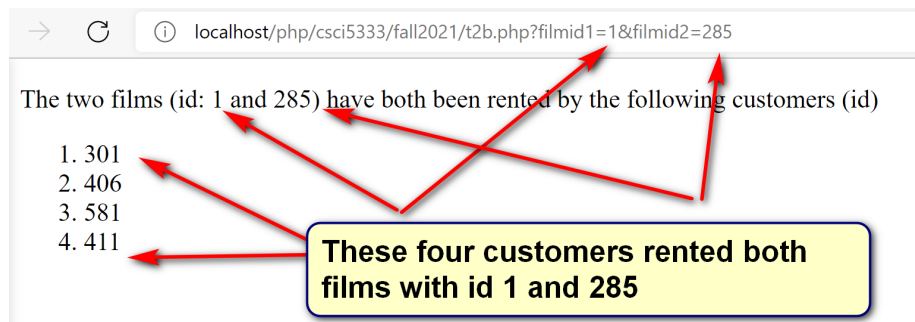 localhost/php/csci5333/fall2021/t2b.php?filmid1=1&filmid2=285
The two films (id: 1 and 285) have both been rented by the following customers (id)
1. 301
2. 406
3. 581
4. 411
These four customers rented both
films with id 1 and 285